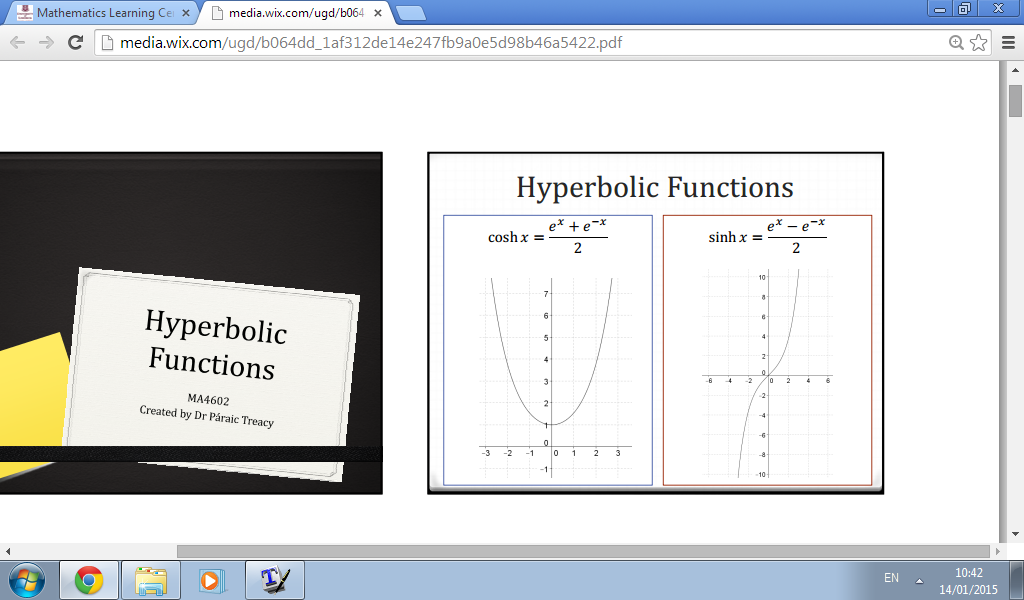 Mathematics Learning Ce
media.wix.com/ugd/b064
media.wix.com/ugd/b064dd_1af312de14e247fb9a0e5d98b46a5422.pdf
Hyperbolic
Functions
MA4602
Created by Dr Páraic Treacy
Hyperbolic Functions
cosh x = (e^x + e^−x)/2
7
6
5
4
3
2
1
0
−1
−3 −2 −1 0 1 2 3
sinh x = (e^x − e^−x)/2
10
8
6
4
2
0
−2
−4
−6
−8
−10
−6 −4 −2 0 2 4 6
EN
10:42
14/01/2015